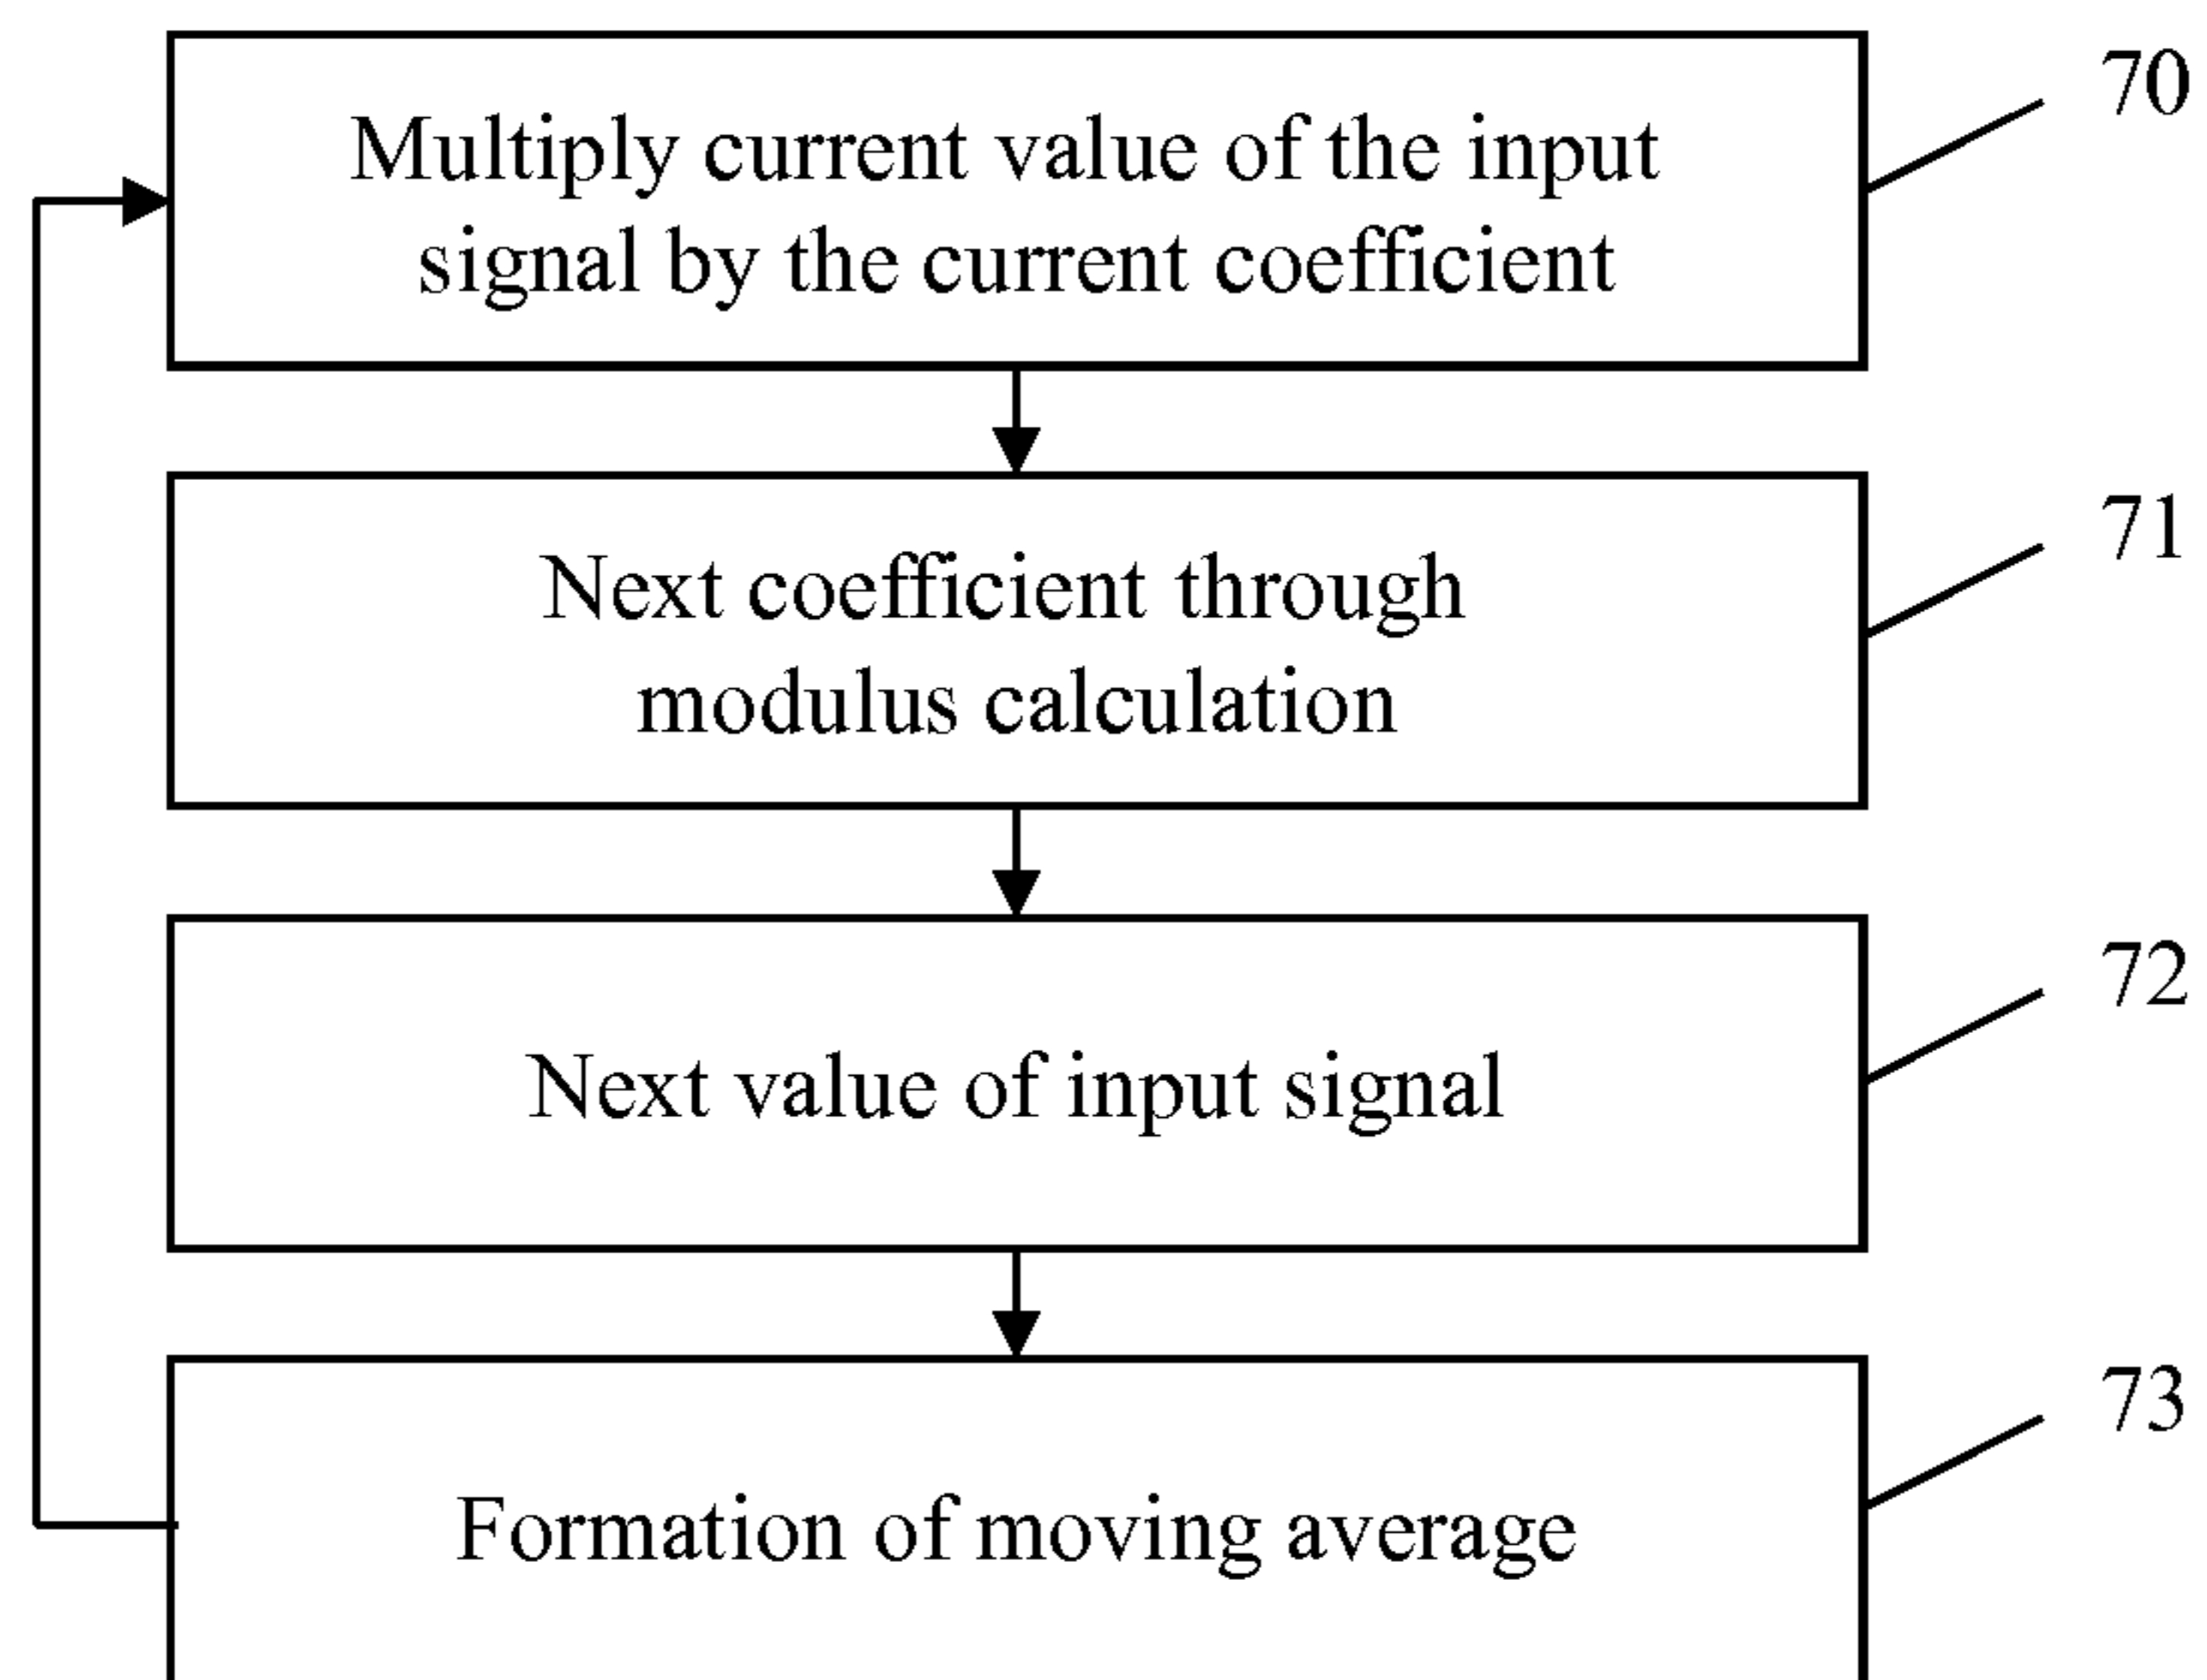 70
Multiply current value of the input
signal by the current coefficient
71
Next coefficient through
modulus calculation
72
Next value of input signal
73
Formation of moving average